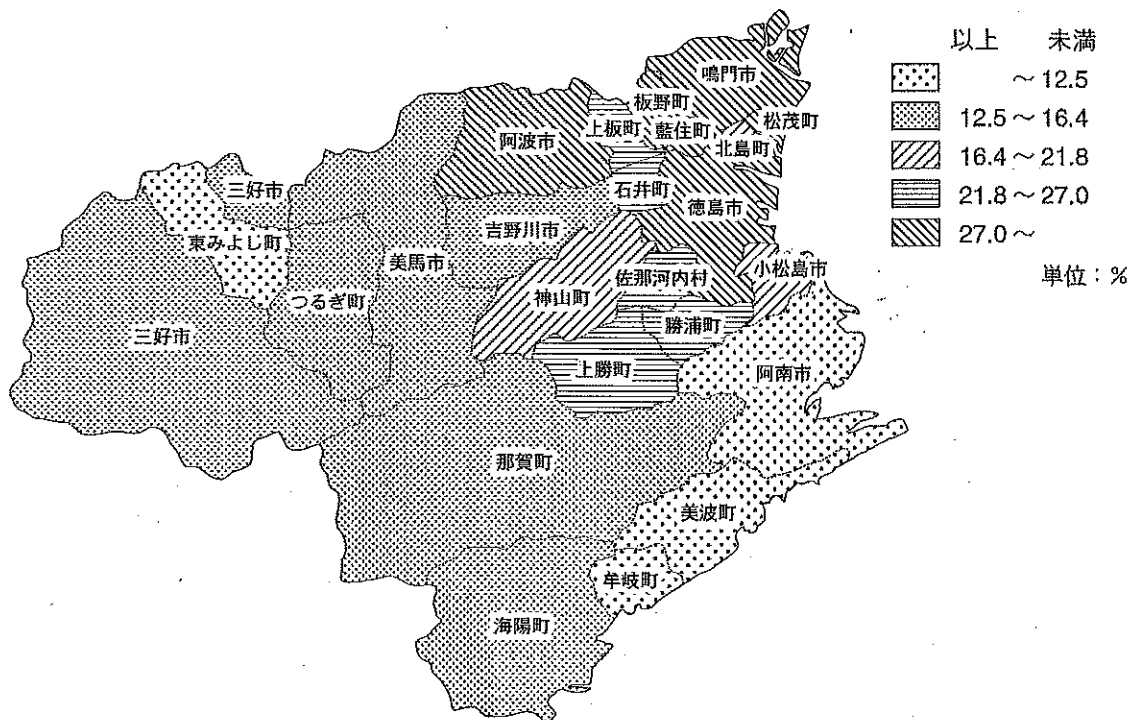 以上 未満
～12.5
12.5～16.4
16.4～21.8
21.8～27.0
27.0～
単位：％
鳴門市
板野町
松茂町
上板町
藍住町
北島町
阿波市
石井町
徳島市
三好市
吉野川市
東みよし町
美馬市
佐那河内村
小松島市
つるぎ町
神山町
三好市
勝浦町
上勝町
阿南市
那賀町
美波町
牟岐町
海陽町